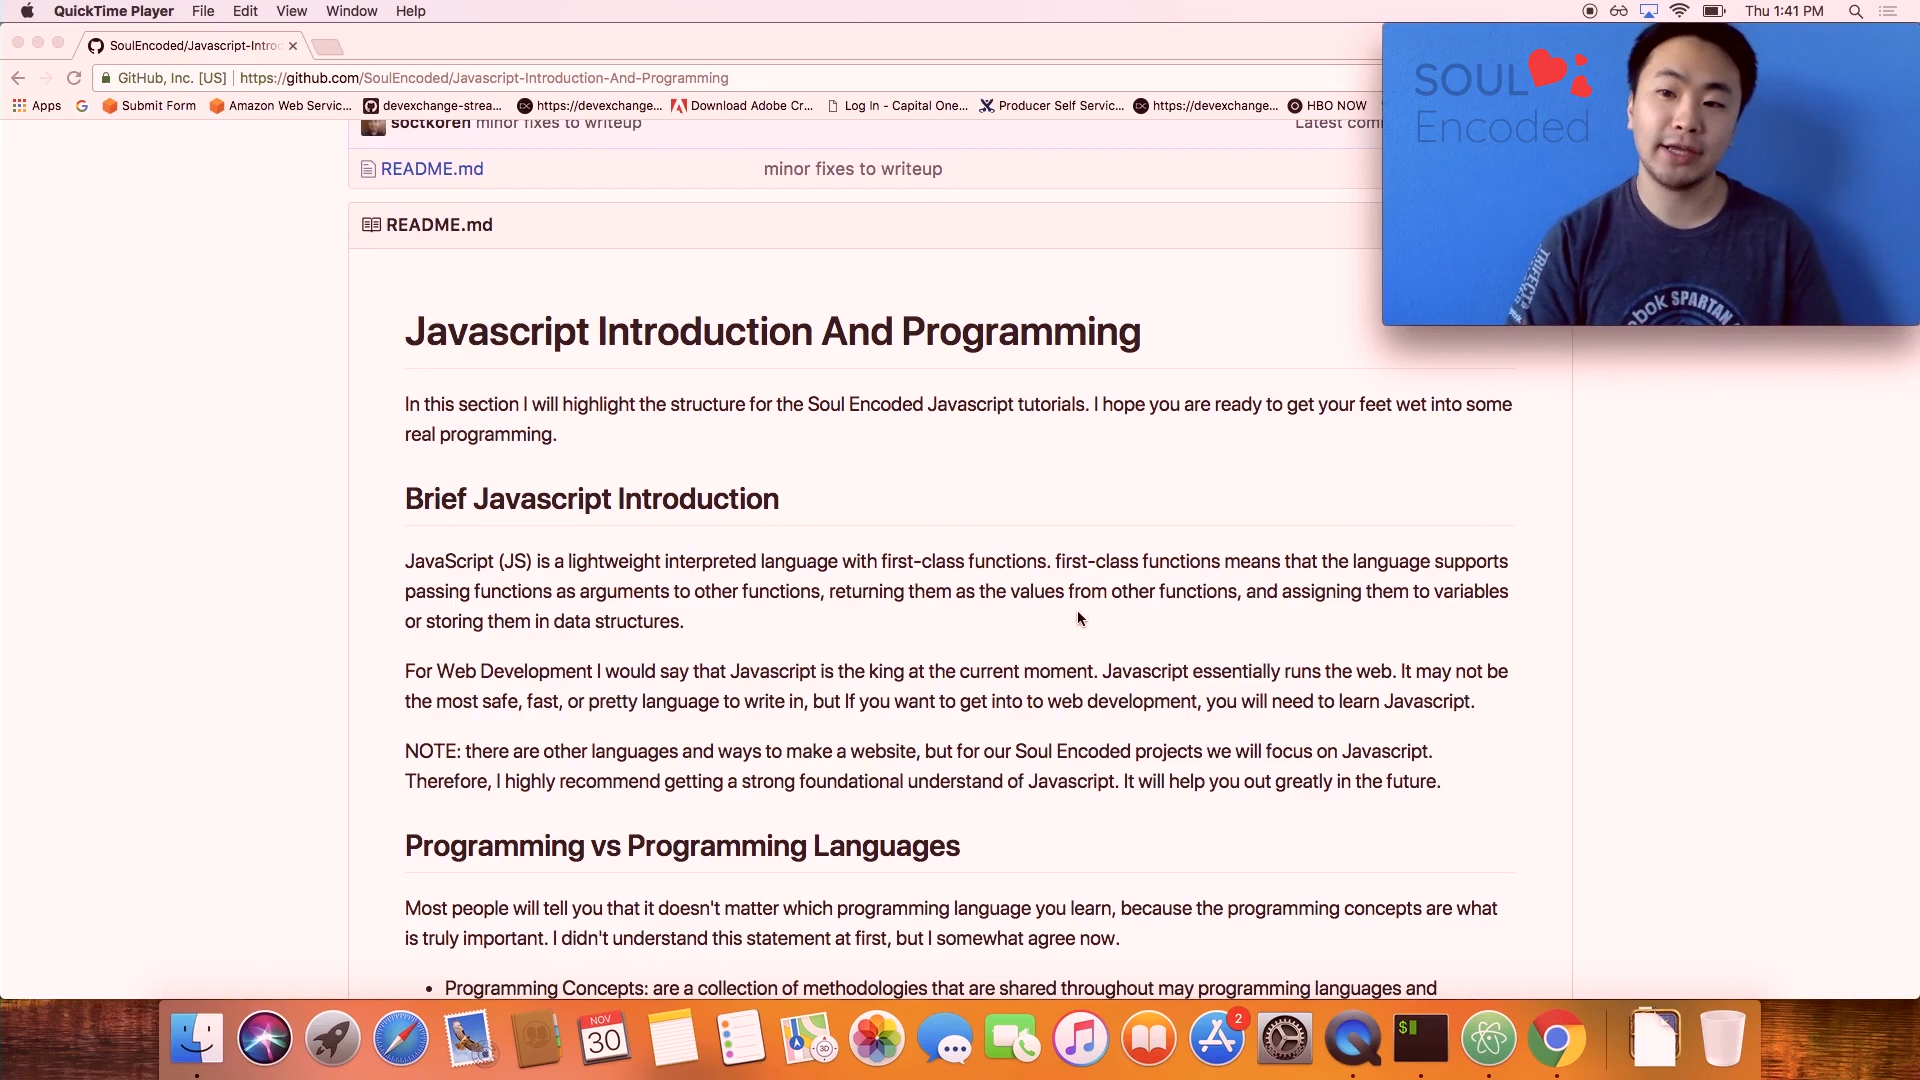 QuickTime Player File Edit View Window Help
Thu 1:41 PM
SoulEncoded/Javascript-Introd
GitHub, Inc. [US] https://github.com/SoulEncoded/Javascript-Introduction-And-Programming
Apps Submit Form Amazon Web Servic... devexchange-strea... https://devexchange... Download Adobe Cr... Log In - Capital One... Producer Self Servic... https://devexchange... HBO NOW
SOUL
Encoded
soctkoren minor fixes to writeup Latest com
README.md minor fixes to writeup
README.md
TRIFECTA
bok SPARTAN
Javascript Introduction And Programming
In this section I will highlight the structure for the Soul Encoded Javascript tutorials. I hope you are ready to get your feet wet into some
real programming.
Brief Javascript Introduction
JavaScript (JS) is a lightweight interpreted language with first-class functions. first-class functions means that the language supports
passing functions as arguments to other functions, returning them as the values from other functions, and assigning them to variables
or storing them in data structures.
For Web Development I would say that Javascript is the king at the current moment. Javascript essentially runs the web. It may not be
the most safe, fast, or pretty language to write in, but If you want to get into to web development, you will need to learn Javascript.
NOTE: there are other languages and ways to make a website, but for our Soul Encoded projects we will focus on Javascript.
Therefore, I highly recommend getting a strong foundational understand of Javascript. It will help you out greatly in the future.
Programming vs Programming Languages
Most people will tell you that it doesn't matter which programming language you learn, because the programming concepts are what
is truly important. I didn't understand this statement at first, but I somewhat agree now.
• Programming Concepts: are a collection of methodologies that are shared throughout may programming languages and
NOV
30
3D
2
$